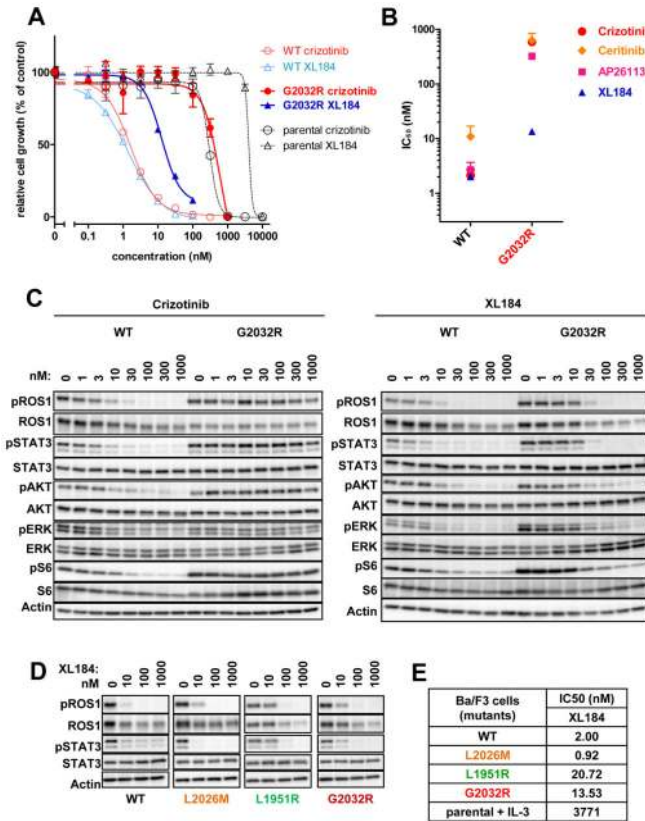 A
relative cell growth (% of control)
100
50
0
0 0.1 1 10 100 1000 10000
concentration (nM)
WT crizotinib
WT XL184
G2032R crizotinib
G2032R XL184
parental crizotinib
parental XL184
B
IC50 (nM)
1000
100
10
1
WT
G2032R
Crizotini
Ceritinib
AP26113
XL184
C
Crizotinib
WT G2032R
nM: 0 1 3 10 30 100 300 1000 0 1 3 10 30 100 300 1000
pROS1
ROS1
pSTAT3
STAT3
pAKT
AKT
pERK
ERK
pS6
S6
Actin
XL184
WT G2032R
0 1 3 10 30 100 300 1000 0 1 3 10 30 100 300 1000
pROS1
ROS1
pSTAT3
STAT3
pAKT
AKT
pERK
ERK
pS6
S6
Actin
D
XL184:
nM
0 10 100 1000 0 10 100 1000 0 10 100 1000 0 10 100 1000
pROS1
ROS1
pSTAT3
STAT3
Actin
WT L2026M L1951R G2032R
E
Ba/F3 cells (mutants) IC50 (nM)
XL184
WT 2.00
L2026M 0.92
L1951R 20.72
G2032R 13.53
parental + IL-3 3771